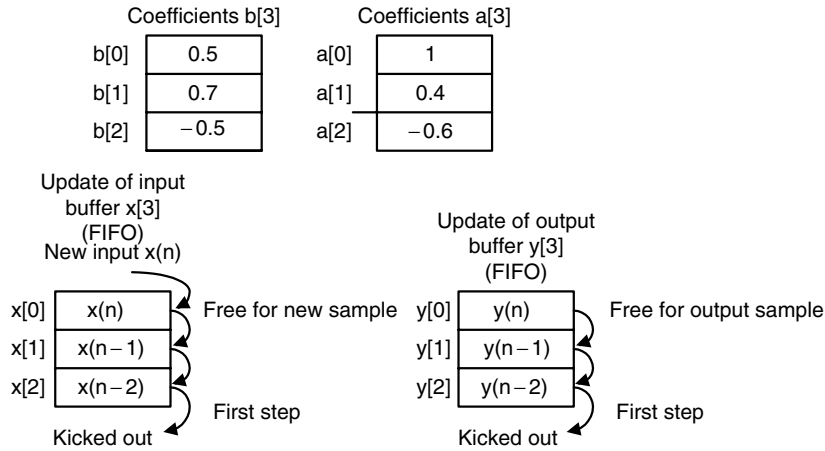 Coefficients b[3]
b[0] 0.5
b[1] 0.7
b[2] −0.5
Coefficients a[3]
a[0] 1
a[1] 0.4
a[2] −0.6
Update of input
buffer x[3]
(FIFO)
New input x(n)
x[0] x(n) Free for new sample
x[1] x(n−1)
x[2] x(n−2)
First step
Kicked out
Update of output
buffer y[3]
(FIFO)
y[0] y(n) Free for output sample
y[1] y(n−1)
y[2] y(n−2)
First step
Kicked out